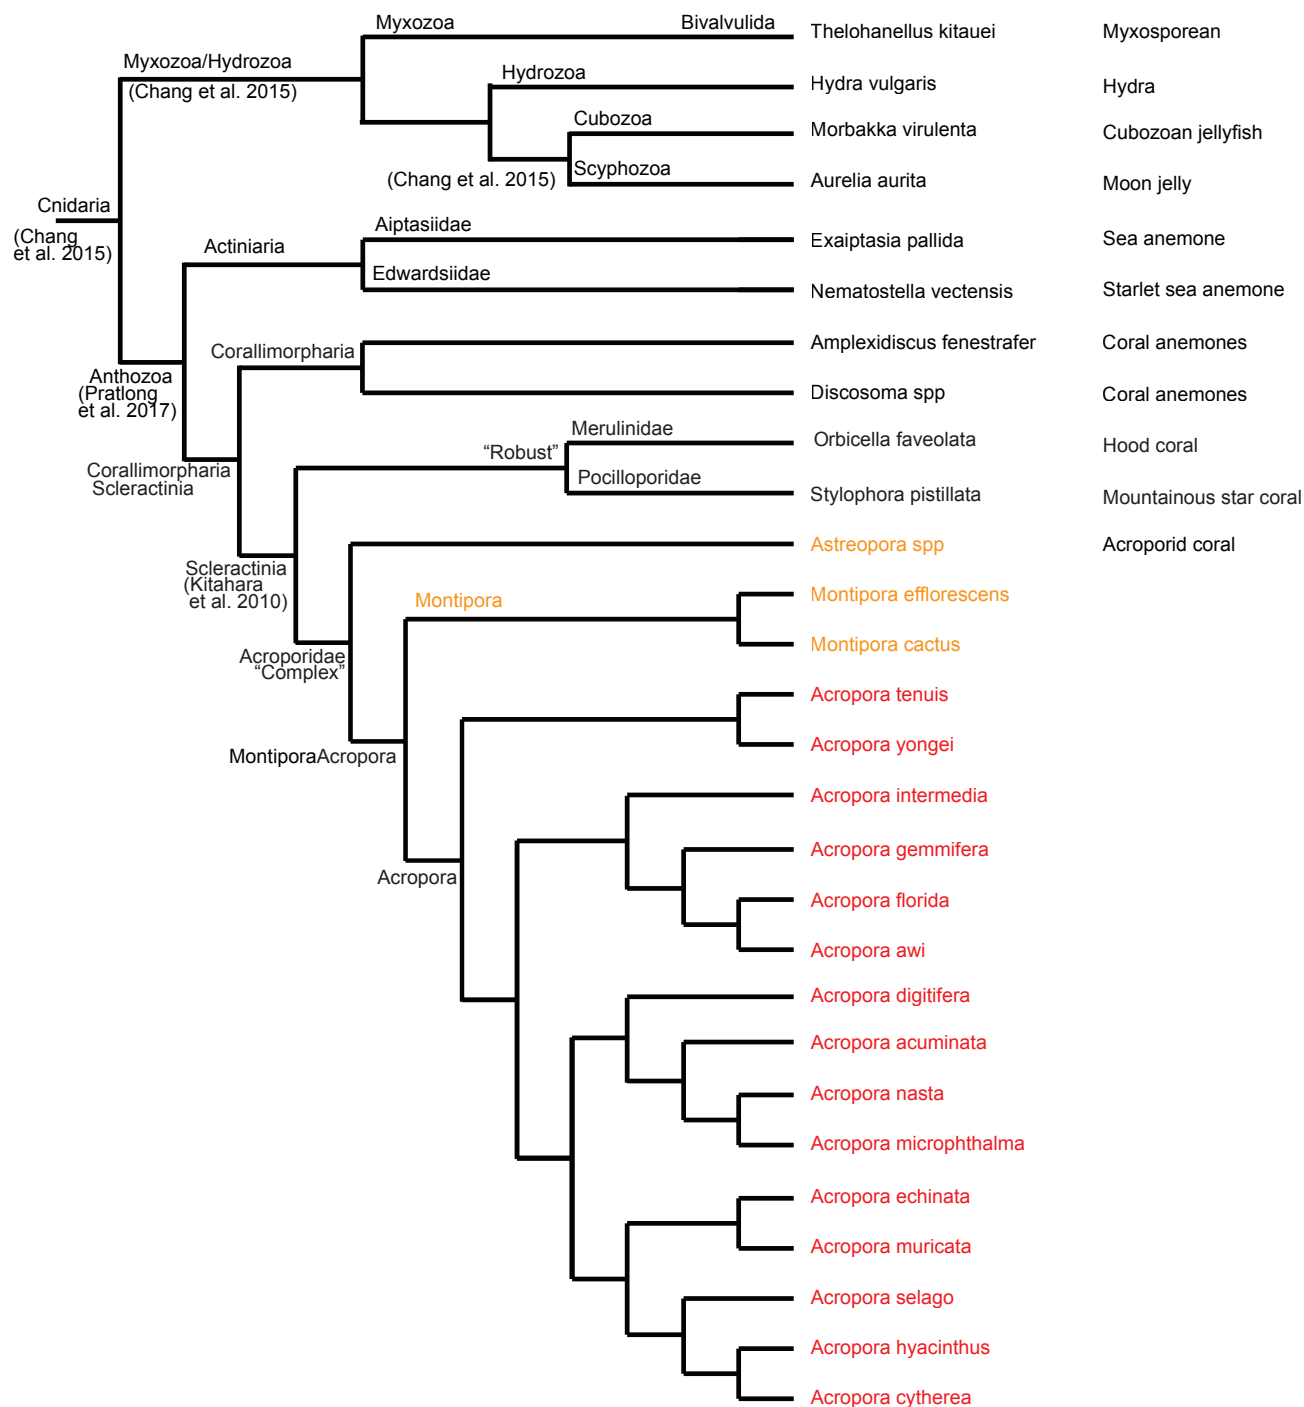 Myxozoa
Bivalvulida
Thelohanellus kitauei
Myxosporean
Myxozoa/Hydrozoa
(Chang et al. 2015)
Hydrozoa
Hydra vulgaris
Hydra
Cubozoa
Morbakka virulenta
Cubozoan jellyfish
(Chang et al. 2015)
Scyphozoa
Aurelia aurita
Moon jelly
Cnidaria
(Chang
et al. 2015)
Actiniaria
Aiptasiidae
Exaiptasia pallida
Sea anemone
Edwardsiidae
Nematostella vectensis
Starlet sea anemone
Anthozoa
(Pratlong
et al. 2017)
Corallimorpharia
Amplexidiscus fenestrafer
Coral anemones
Discosoma spp
Coral anemones
Corallimorpharia
Scleractinia
“Robust”
Merulinidae
Orbicella faveolata
Hood coral
Pocilloporidae
Stylophora pistillata
Mountainous star coral
Scleractinia
(Kitahara
et al. 2010)
Astreopora spp
Acroporid coral
Montipora
Montipora efflorescens
Montipora cactus
Acroporidae
“Complex”
MontiporaAcropora
Acropora tenuis
Acropora yongei
Acropora
Acropora intermedia
Acropora gemmifera
Acropora florida
Acropora awi
Acropora digitifera
Acropora acuminata
Acropora nasta
Acropora microphthalma
Acropora echinata
Acropora muricata
Acropora selago
Acropora hyacinthus
Acropora cytherea